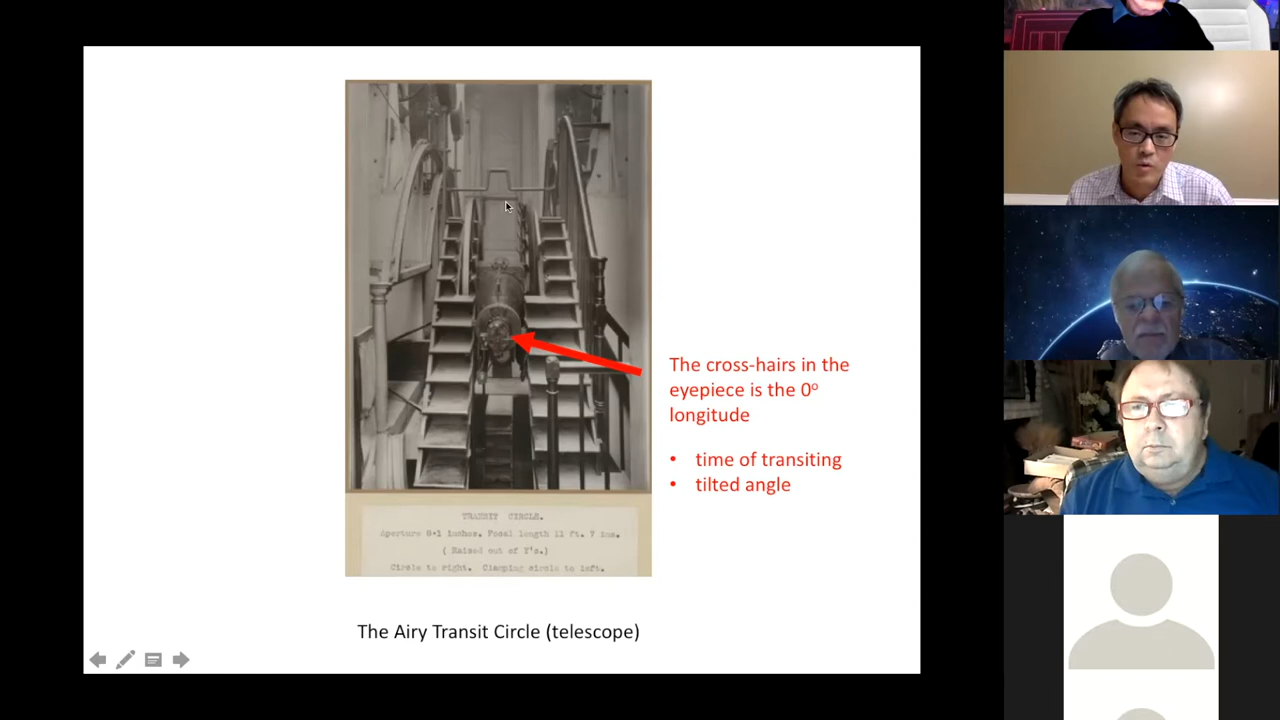 The cross-hairs in the
eyepiece is the 0º
longitude
• time of transiting
• tilted angle
TRANSIT CIRCLE.
Aperture 8·1 inches. Focal length 11 ft. 7 ins.
( Raised out of Y's.)
Circle to right. Clamping circle to left.
The Airy Transit Circle (telescope)